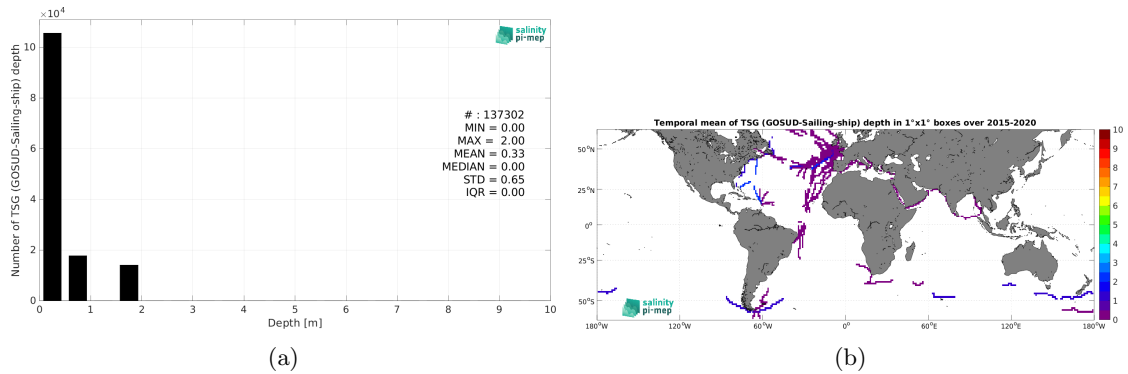 ×10⁴
10
8
6
4
2
0
Number of TSG (GOSUD-Sailing-ship) depth
salinity
pi-mep
# : 137302
MIN = 0.00
MAX = 2.00
MEAN = 0.33
MEDIAN = 0.00
STD = 0.65
IQR = 0.00
0 1 2 3 4 5 6 7 8 9 10
Depth [m]
(a)
Temporal mean of TSG (GOSUD-Sailing-ship) depth in 1°x1° boxes over 2015-2020
50°N
25°N
0°
25°S
50°S
salinity
pi-mep
180°W 120°W 60°W 0° 60°E 120°E 180°W
10
9
8
7
6
5
4
3
2
1
0
(b)